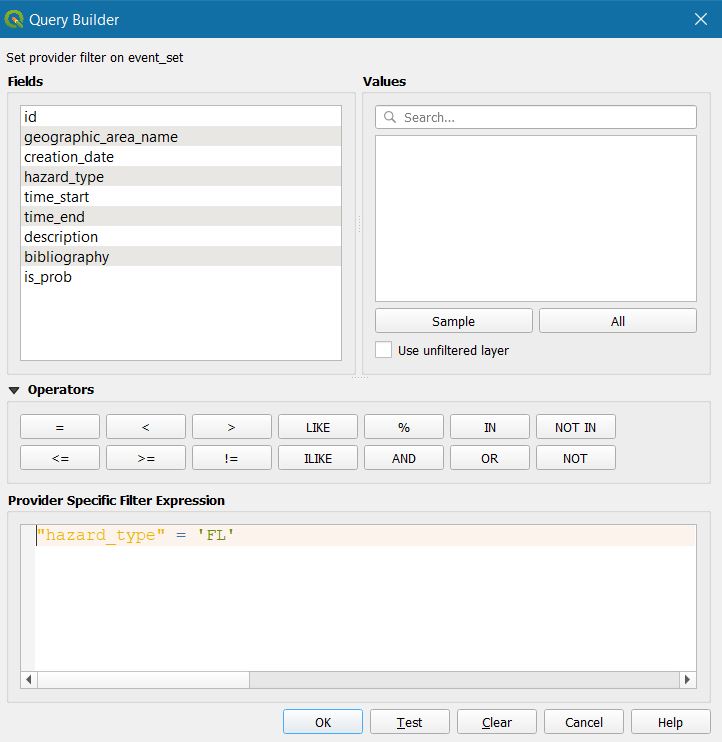 Query Builder
Set provider filter on event_set
Fields
id
geographic_area_name
creation_date
hazard_type
time_start
time_end
description
bibliography
is_prob
Values
Search...
Sample All
Use unfiltered layer
Operators
= < > LIKE % IN NOT IN
<= >= != ILIKE AND OR NOT
Provider Specific Filter Expression
"hazard_type" = 'FL'
OK Test Clear Cancel Help